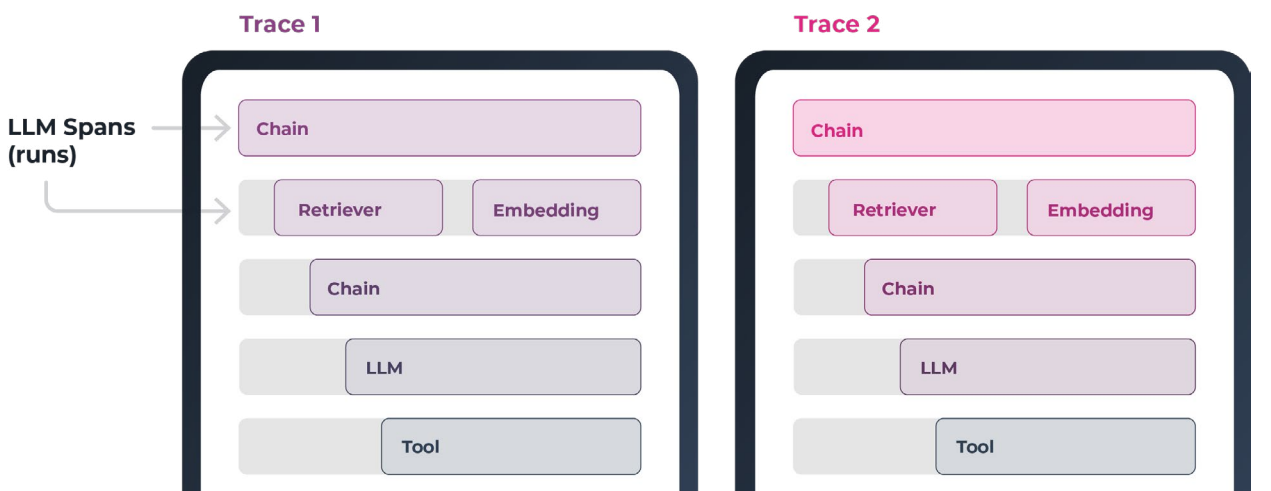 Trace 1
Trace 2
LLM Spans
(runs)
Chain
Retriever
Embedding
Chain
LLM
Tool
Chain
Retriever
Embedding
Chain
LLM
Tool